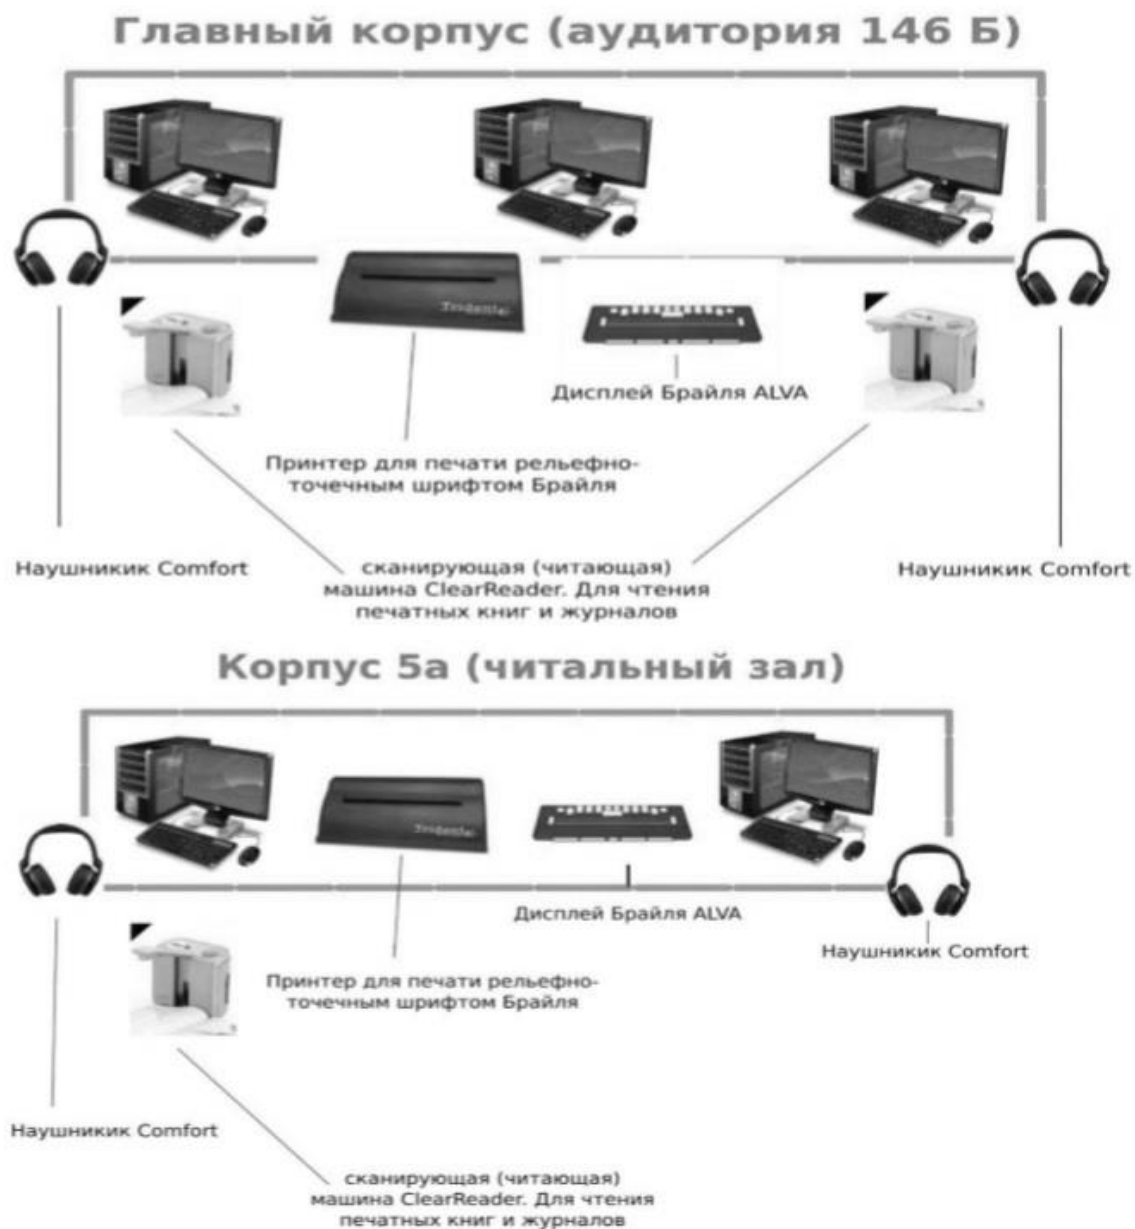 Главный корпус (аудитория 146 Б)
Дисплей Брайля ALVA
Принтер для печати рельефно-
точечным шрифтом Брайля
Наушникик Comfort
сканирующая (читающая)
машина ClearReader. Для чтения
печатных книг и журналов
Наушникик Comfort
Корпус 5а (читальный зал)
Дисплей Брайля ALVA
Наушникик Comfort
Принтер для печати рельефно-
точечным шрифтом Брайля
Наушникик Comfort
сканирующая (читающая)
машина ClearReader. Для чтения
печатных книг и журналов